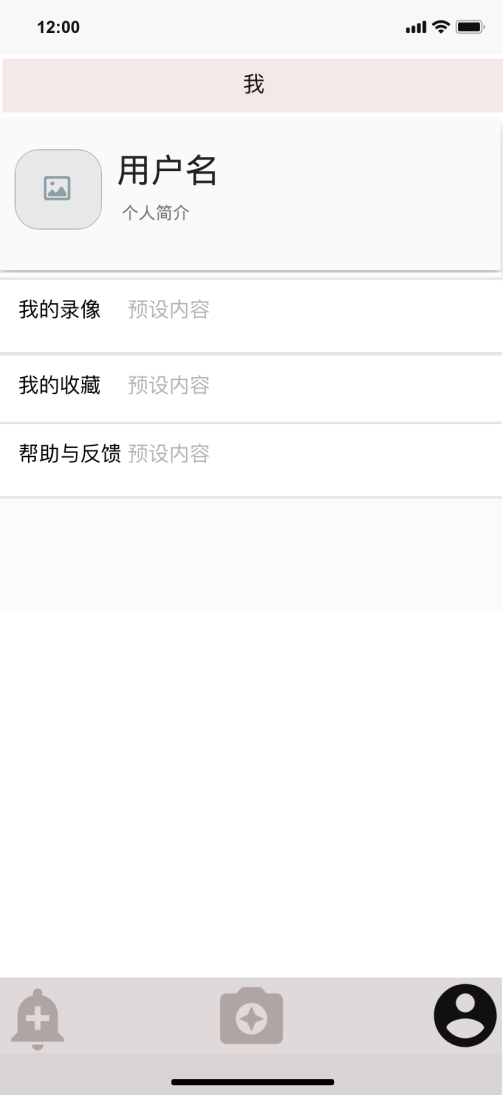 12:00
我
用户名
个人简介
我的录像 预设内容
我的收藏 预设内容
帮助与反馈 预设内容